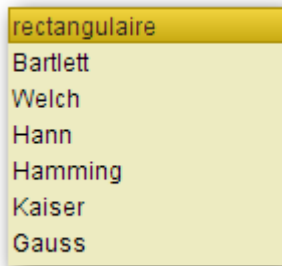 rectangulaire
Bartlett
Welch
Hann
Hamming
Kaiser
Gauss